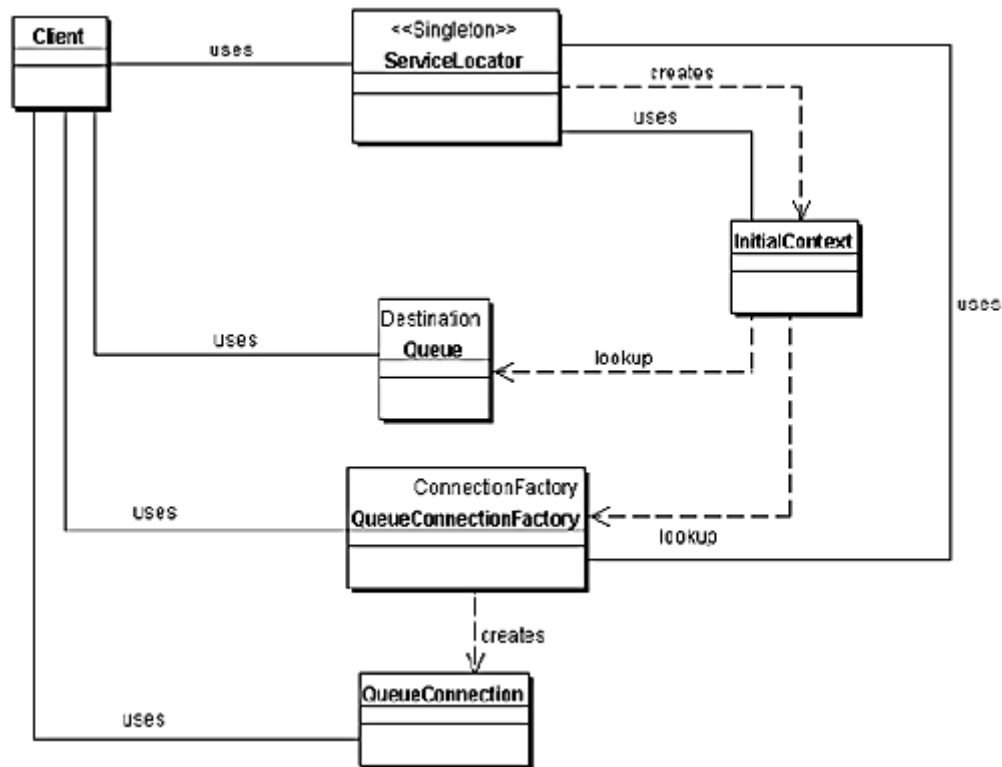 Client
uses
<<Singleton>>
ServiceLocator
creates
uses
InitialContext
uses
Destination
Queue
uses
lookup
ConnectionFactory
QueueConnectionFactory
uses
lookup
creates
QueueConnection
uses